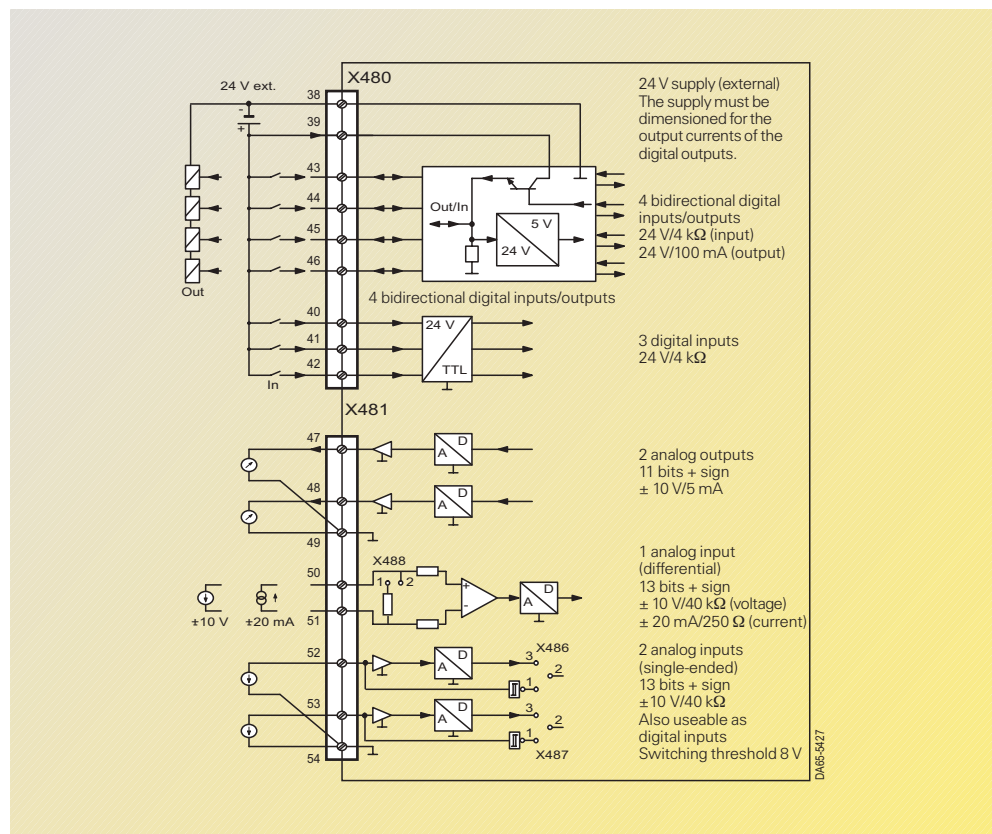 X480
24 V ext.
38
-
+
39
43
44
45
46
Out
Out/In
5 V
24 V
4 bidirectional digital inputs/outputs
40
41
42
In
24 V
TTL
24 V supply (external)
The supply must be
dimensioned for the
output currents of the
digital outputs.
4 bidirectional digital
inputs/outputs
24 V/4 kΩ (input)
24 V/100 mA (output)
3 digital inputs
24 V/4 kΩ
X481
47
D
A
48
D
A
49
2 analog outputs
11 bits + sign
± 10 V/5 mA
50
51
±10 V
±20 mA
X488
1
2
+
-
D
A
1 analog input
(differential)
13 bits + sign
± 10 V/40 kΩ (voltage)
± 20 mA/250 Ω (current)
52
D
A
3
X486
2
1
53
D
A
3
2
1
X487
54
2 analog inputs
(single-ended)
13 bits + sign
±10 V/40 kΩ
Also useable as
digital inputs
Switching threshold 8 V
DA65-5427